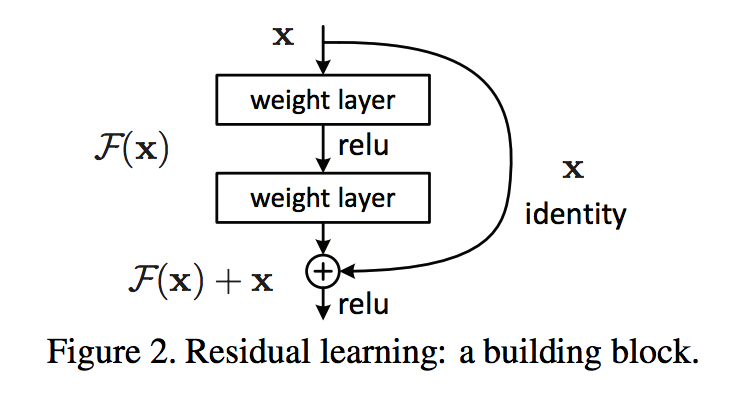 x
weight layer
F(x)
relu
x
weight layer
identity
F(x) + x
+
relu
Figure 2. Residual learning: a building block.